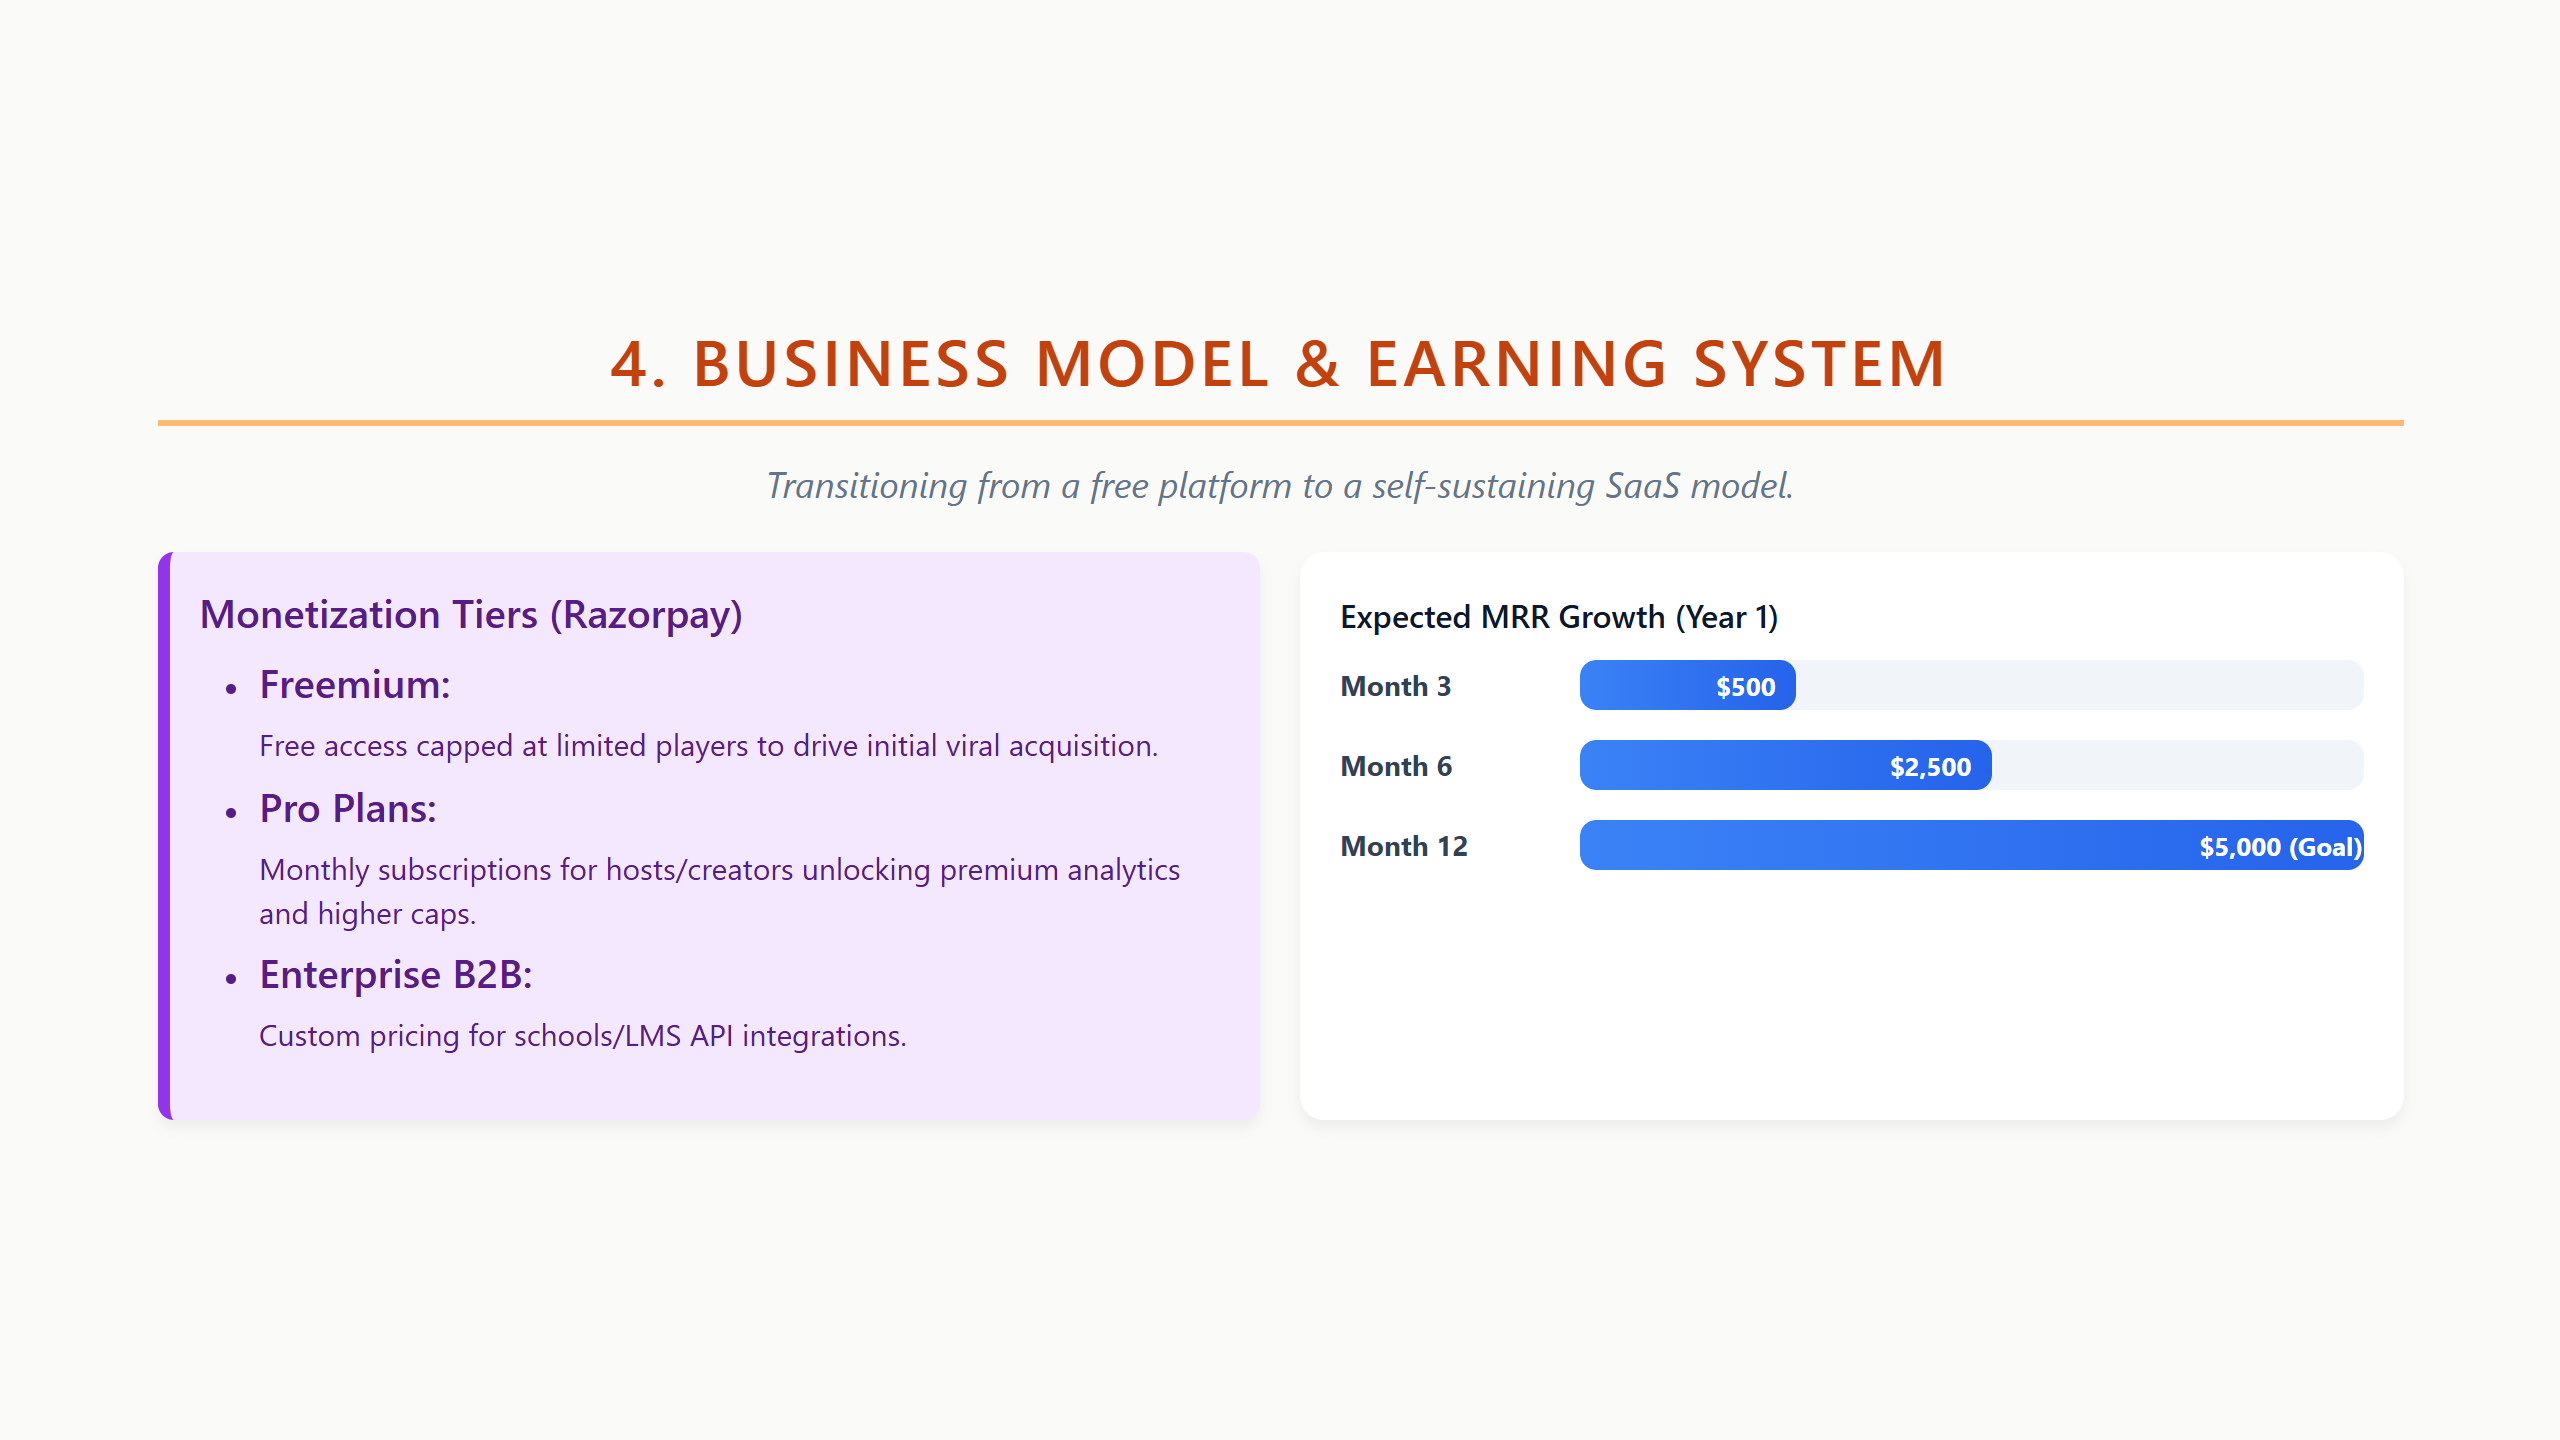 4. BUSINESS MODEL & EARNING SYSTEM
Transitioning from a free platform to a self-sustaining SaaS model.
Monetization Tiers (Razorpay)
• Freemium:
Free access capped at limited players to drive initial viral acquisition.
• Pro Plans:
Monthly subscriptions for hosts/creators unlocking premium analytics
and higher caps.
• Enterprise B2B:
Custom pricing for schools/LMS API integrations.
Expected MRR Growth (Year 1)
Month 3 $500
Month 6 $2,500
Month 12 $5,000 (Goal)